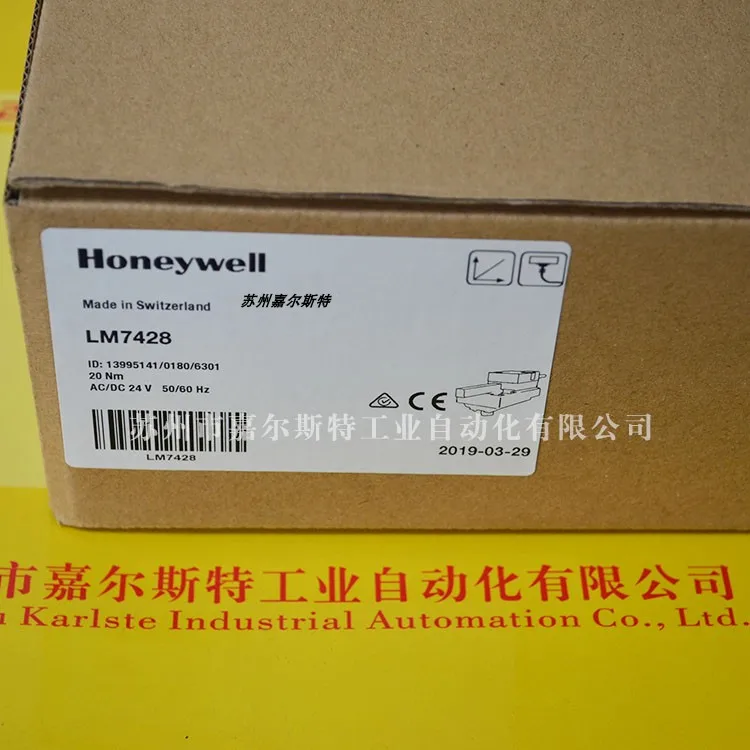 Honeywell
Made in Switzerland
苏州嘉尔斯特
LM7428
ID: 13995141/0180/6301
20 Nm
AC/DC 24 V 50/60 Hz
CE
苏州市嘉尔斯特工业自动化有限公司
LM7428
2019-03-29
市嘉尔斯特工业自动化有限公司
u Karlste Industrial Automation Co., Ltd.